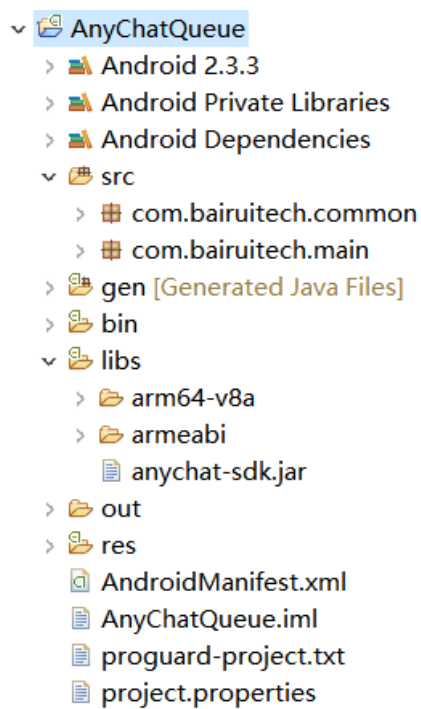 AnyChatQueue
Android 2.3.3
Android Private Libraries
Android Dependencies
src
com.bairuitech.common
com.bairuitech.main
gen [Generated Java Files]
bin
libs
arm64-v8a
armeabi
anychat-sdk.jar
out
res
AndroidManifest.xml
AnyChatQueue.iml
proguard-project.txt
project.properties